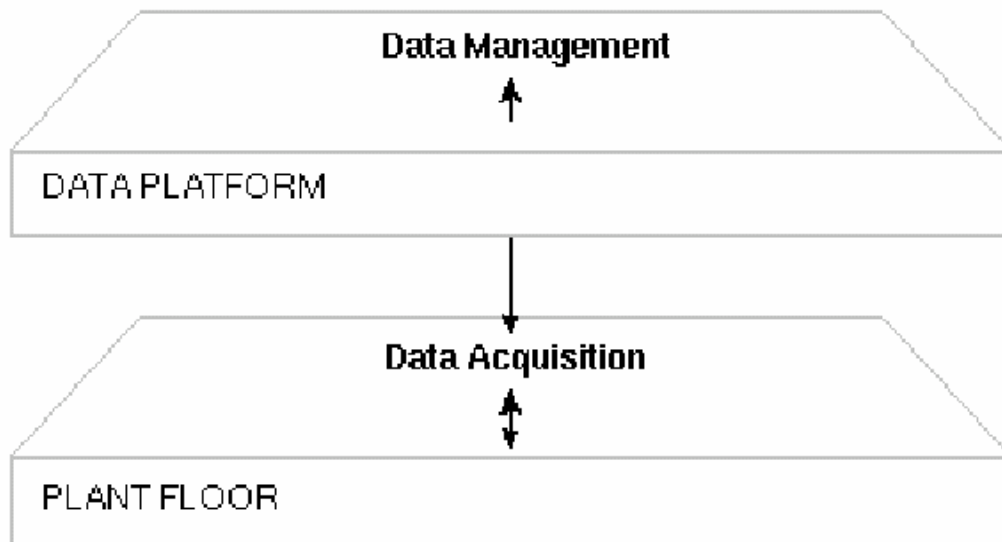 Data Management
DATA PLATFORM
Data Acquisition
PLANT FLOOR